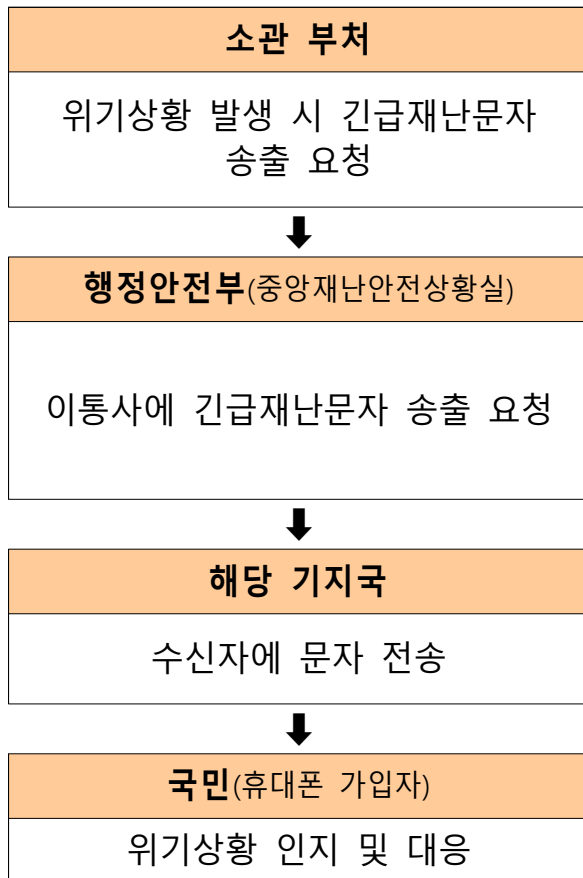 소관 부처
위기상황 발생 시 긴급재난문자
송출 요청
행정안전부(중앙재난안전상황실)
이통사에 긴급재난문자 송출 요청
해당 기지국
수신자에 문자 전송
국민(휴대폰 가입자)
위기상황 인지 및 대응